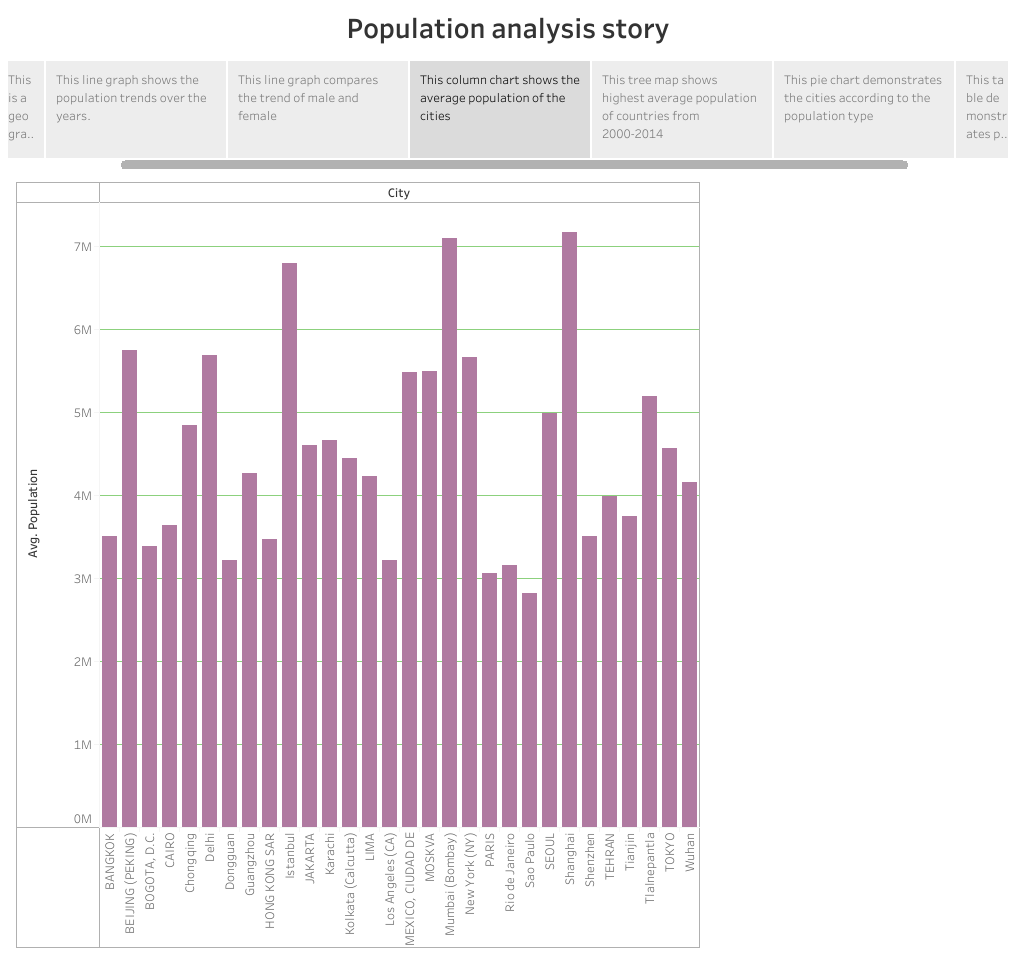 Population analysis story
This
is a
geo
gra..
This line graph shows the
population trends over the
years.
This line graph compares
the trend of male and
female
This column chart shows the
average population of the
cities
This tree map shows
highest average population
of countries from
2000-2014
This pie chart demonstrates
the cities according to the
population type
This ta
ble de
monstr
ates p..
City
7M
6M
5M
4M
3M
2M
1M
0M
Avg. Population
BANGKOK
BEIJING (PEKING)
BOGOTA, D.C.
CAIRO
Chongqing
Delhi
Dongguan
Guangzhou
HONG KONG SAR
Istanbul
JAKARTA
Karachi
Kolkata (Calcutta)
LIMA
Los Angeles (CA)
MEXICO, CIUDAD DE
MOSKVA
Mumbai (Bombay)
New York (NY)
PARIS
Rio de Janeiro
Sao Paulo
SEOUL
Shanghai
Shenzhen
TEHRAN
Tianjin
Tlalnepantla
TOKYO
Wuhan